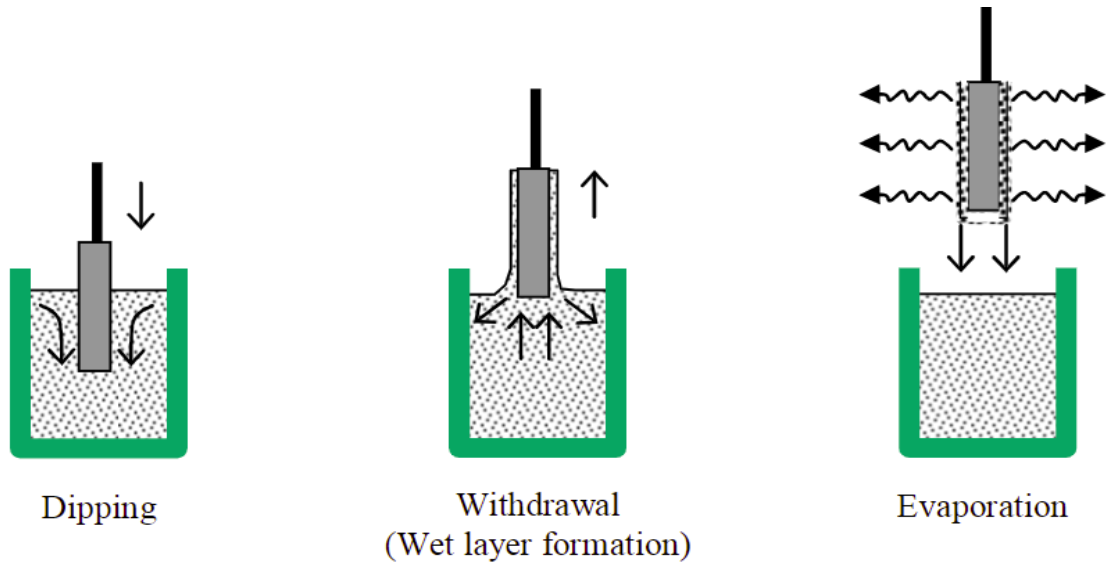 Dipping
Withdrawal
(Wet layer formation)
Evaporation